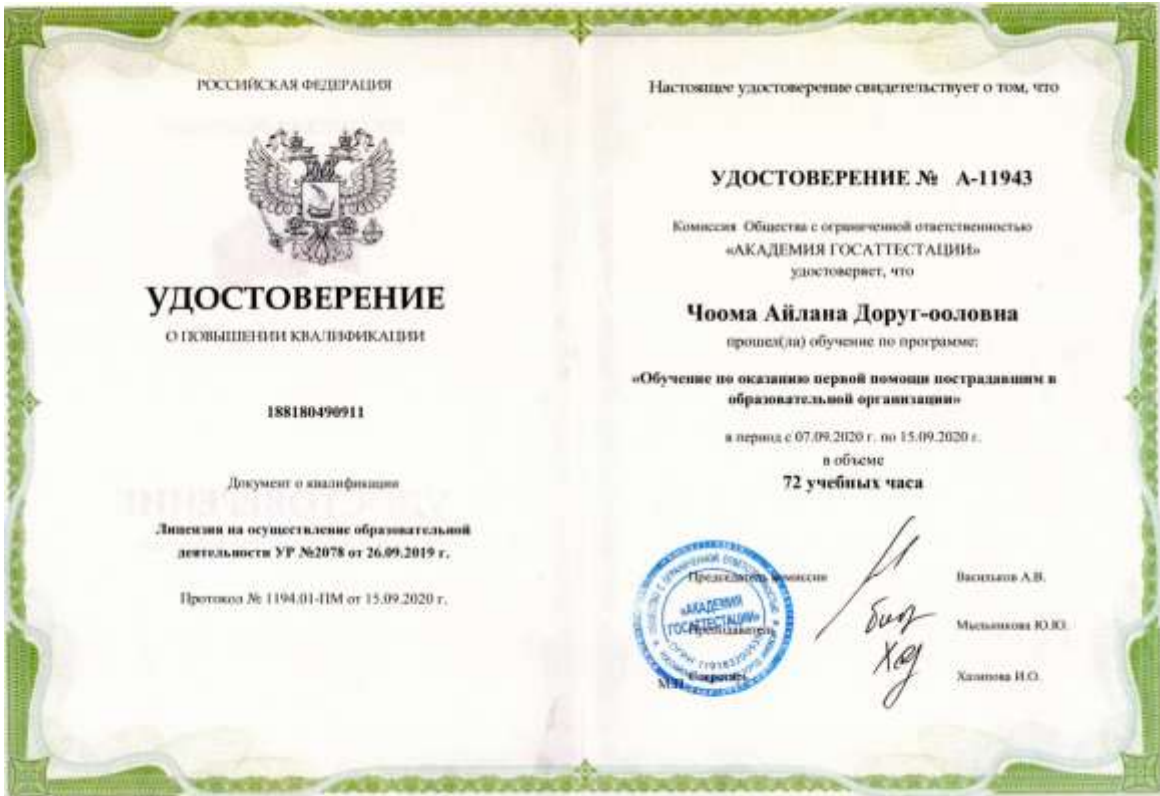 РОССИЙСКАЯ ФЕДЕРАЦИЯ
УДОСТОВЕРЕНИЕ
О ПОВЫШЕНИИ КВАЛИФИКАЦИИ
188180490911
Документ о квалификации
Лицензия на осуществление образовательной
деятельности УР №2078 от 26.09.2019 г.
Протокол № 1194.01-ПМ от 15.09.2020 г.
Настоящее удостоверение свидетельствует о том, что
УДОСТОВЕРЕНИЕ № А-11943
Комиссия Общества с ограниченной ответственностью
«АКАДЕМИЯ ГОСАТТЕСТАЦИИ»
удостоверяет, что
Чоома Айлана Доруг-ооловна
прошел(ла) обучение по программе:
«Обучение по оказанию первой помощи пострадавшим в
образовательной организации»
в период с 07.09.2020 г. по 15.09.2020 г.
в объеме
72 учебных часа
Председатель комиссии
Васильков А.В.
«АКАДЕМИЯ
ГОСАТТЕСТАЦИИ»
Преподаватель
Мыльникова Ю.Ю.
М.П.
Секретарь
И.О.